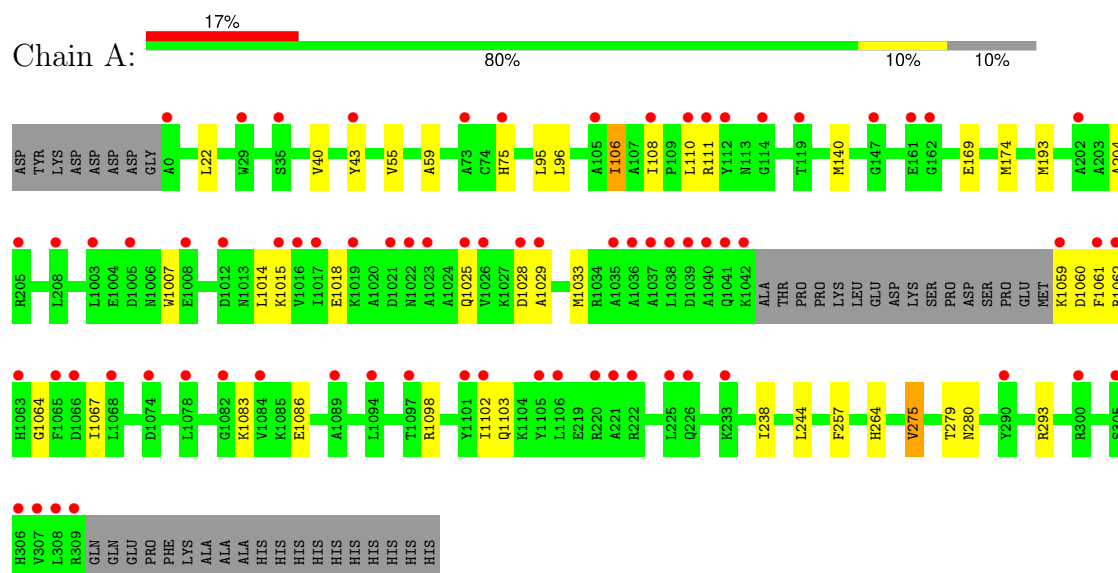 17%
Chain A:
80% 10% 10%
ASP TYR LYS ASP ASP ASP ASP GLY A0 L22 W29 S35 V40 Y43 V55 A59 A73 C74 H75 L95 L96 A105 I106 A107 I108 P109 L110 R111 Y112 N113 G114 T119 M140 G147 E161 G162 E169 M174 M193 A202 A203 A204
R205 L208 L1003 E1004 D1005 N1006 W1007 E1008 D1012 N1013 L1014 K1015 V1016 I1017 E1018 K1019 A1020 D1021 N1022 A1023 A1024 Q1025 V1026 K1027 D1028 A1029 M1033 R1034 A1035 A1036 A1037 L1038 D1039 A1040 Q1041 K1042 ALA THR PRO PRO LYS LEU GLU ASP LYS SER PRO ASP SER PRO GLU MET K1059 D1060 F1061 R1062
H1063 G1064 F1065 D1066 I1067 L1068 D1074 L1078 G1082 K1083 V1084 K1085 E1086 A1089 L1094 T1097 R1098 Y1101 I1102 Q1103 K1104 Y1105 L1106 E219 R220 A221 R222 L225 Q226 K233 I238 L244 F257 H264 V275 T279 N280 Y290 R293 R300 S305
H306 V307 L308 R309 GLN GLN GLU PRO PHE LYS ALA ALA ALA HIS HIS HIS HIS HIS HIS HIS HIS HIS HIS